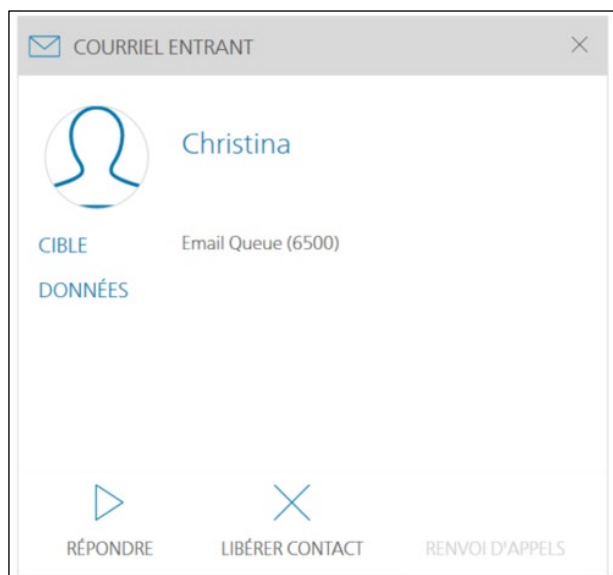 COURRIEL ENTRANT
Christina
CIBLE Email Queue (6500)
DONNÉES
RÉPONDRE LIBÉRER CONTACT RENVOI D'APPELS